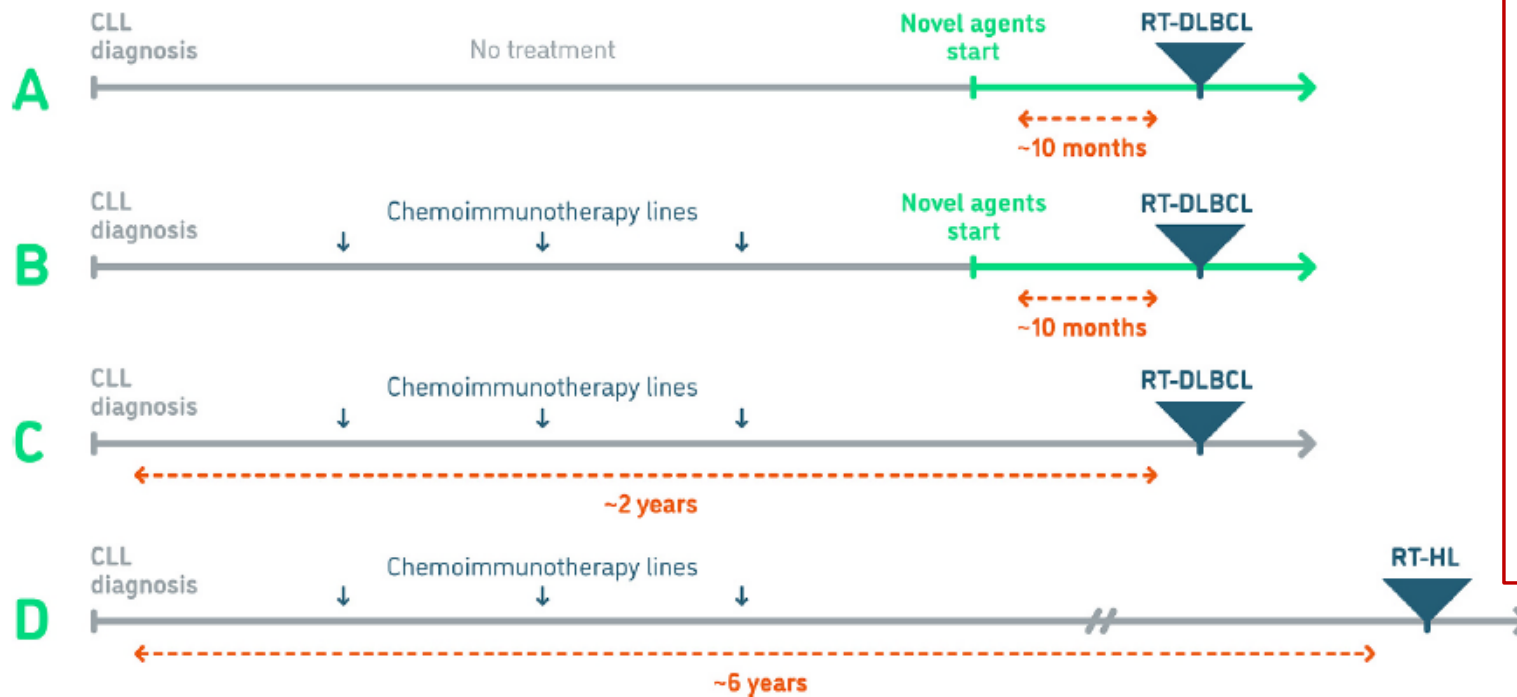 CLL
diagnosis
No treatment
Novel agents
start
RT-DLBCL
A
~10 months
CLL
diagnosis
Chemoimmunotherapy lines
Novel agents
start
RT-DLBCL
B
~10 months
CLL
diagnosis
Chemoimmunotherapy lines
RT-DLBCL
C
~2 years
CLL
diagnosis
Chemoimmunotherapy lines
RT-HL
D
~6 years